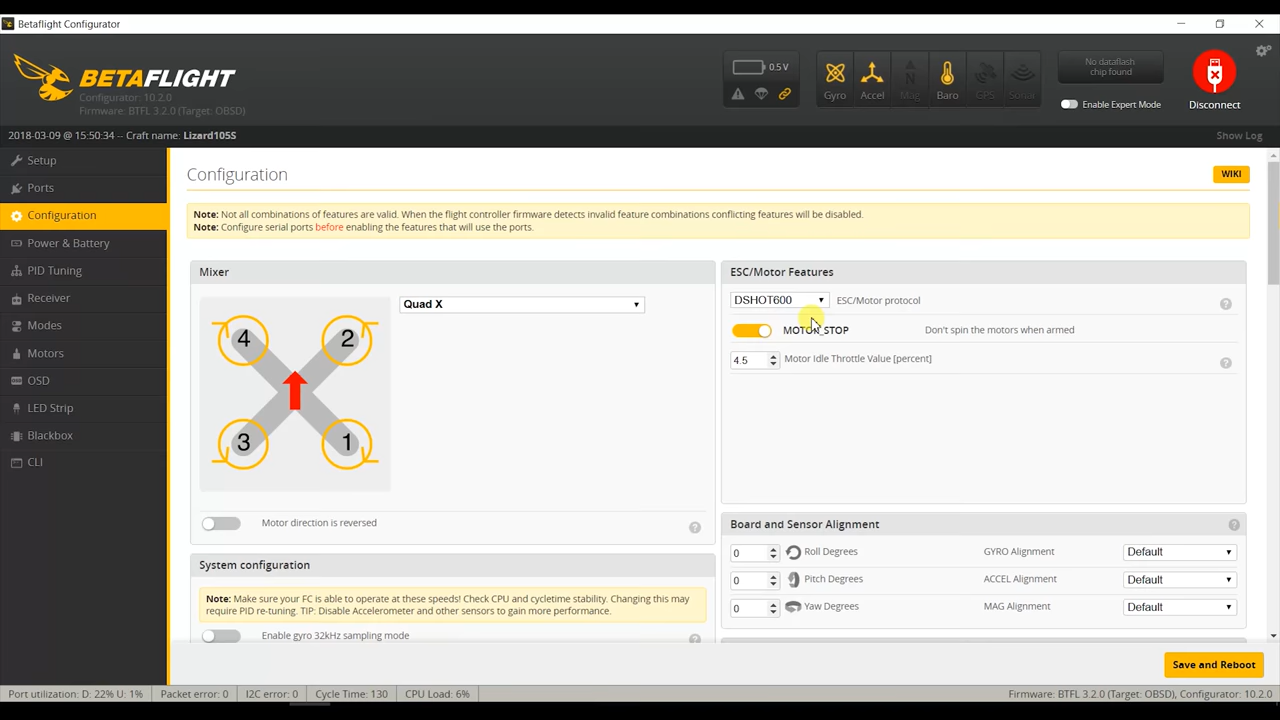 Betaflight Configurator
BETAFLIGHT
Configurator: 10.2.0
Firmware: BTFL 3.2.0 (Target: OBSD)
0.5 V
Gyro
Accel
Mag
Baro
GPS
Sonar
No dataflash
chip found
Enable Expert Mode
Disconnect
2018-03-09 @ 15:50:34 -- Craft name: Lizard105S
Show Log
Setup
Ports
Configuration
Power & Battery
PID Tuning
Receiver
Modes
Motors
OSD
LED Strip
Blackbox
CLI
Configuration
WIKI
Note: Not all combinations of features are valid. When the flight controller firmware detects invalid feature combinations conflicting features will be disabled.
Note: Configure serial ports before enabling the features that will use the ports.
Mixer
Quad X
4
2
3
1
Motor direction is reversed
?
ESC/Motor Features
DSHOT600
ESC/Motor protocol
?
MOTOR_STOP
Don't spin the motors when armed
4.5
Motor Idle Throttle Value [percent]
?
System configuration
Note: Make sure your FC is able to operate at these speeds! Check CPU and cycletime stability. Changing this may
require PID re-tuning. TIP: Disable Accelerometer and other sensors to gain more performance.
Enable gyro 32kHz sampling mode
?
Board and Sensor Alignment
?
0
Roll Degrees
GYRO Alignment
Default
0
Pitch Degrees
ACCEL Alignment
Default
0
Yaw Degrees
MAG Alignment
Default
Save and Reboot
Port utilization: D: 22% U: 1%
Packet error: 0
I2C error: 0
Cycle Time: 130
CPU Load: 6%
Firmware: BTFL 3.2.0 (Target: OBSD), Configurator: 10.2.0